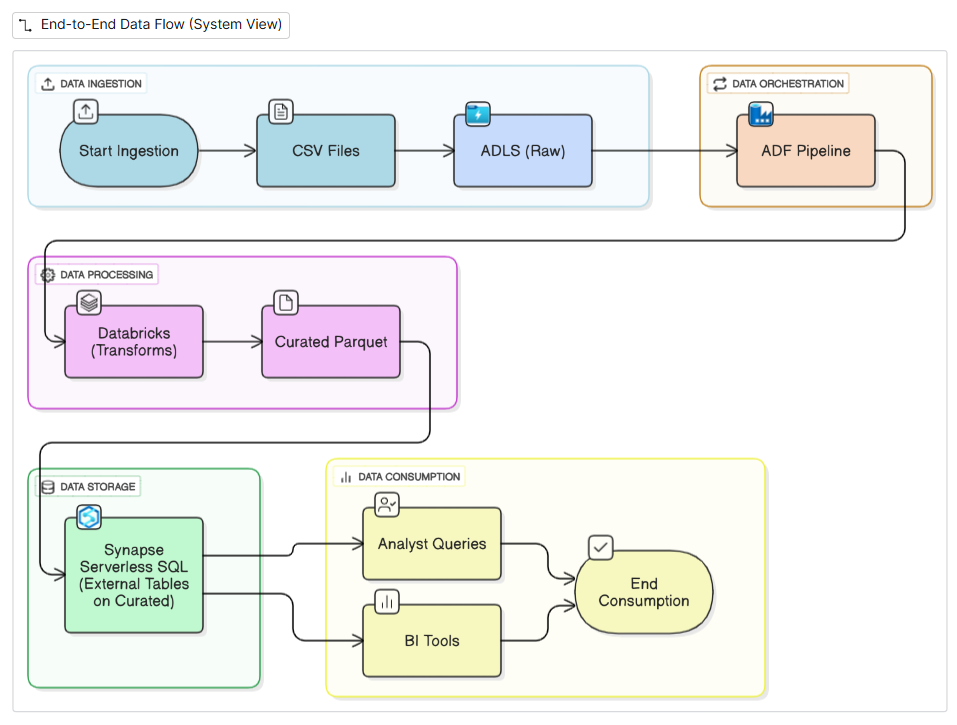 End-to-End Data Flow (System View)
DATA INGESTION
Start Ingestion
CSV Files
ADLS (Raw)
DATA ORCHESTRATION
ADF Pipeline
DATA PROCESSING
Databricks
(Transforms)
Curated Parquet
DATA STORAGE
Synapse
Serverless SQL
(External Tables
on Curated)
DATA CONSUMPTION
Analyst Queries
BI Tools
End
Consumption